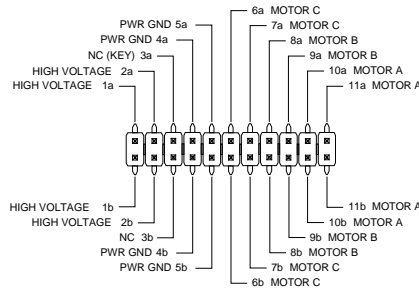 6a MOTOR C
PWR GND 5a
7a MOTOR C
PWR GND 4a
8a MOTOR B
NC (KEY) 3a
9a MOTOR B
HIGH VOLTAGE 2a
10a MOTOR A
HIGH VOLTAGE 1a
11a MOTOR A
HIGH VOLTAGE 1b
11b MOTOR A
HIGH VOLTAGE 2b
10b MOTOR A
NC 3b
9b MOTOR B
PWR GND 4b
8b MOTOR B
PWR GND 5b
7b MOTOR C
6b MOTOR C